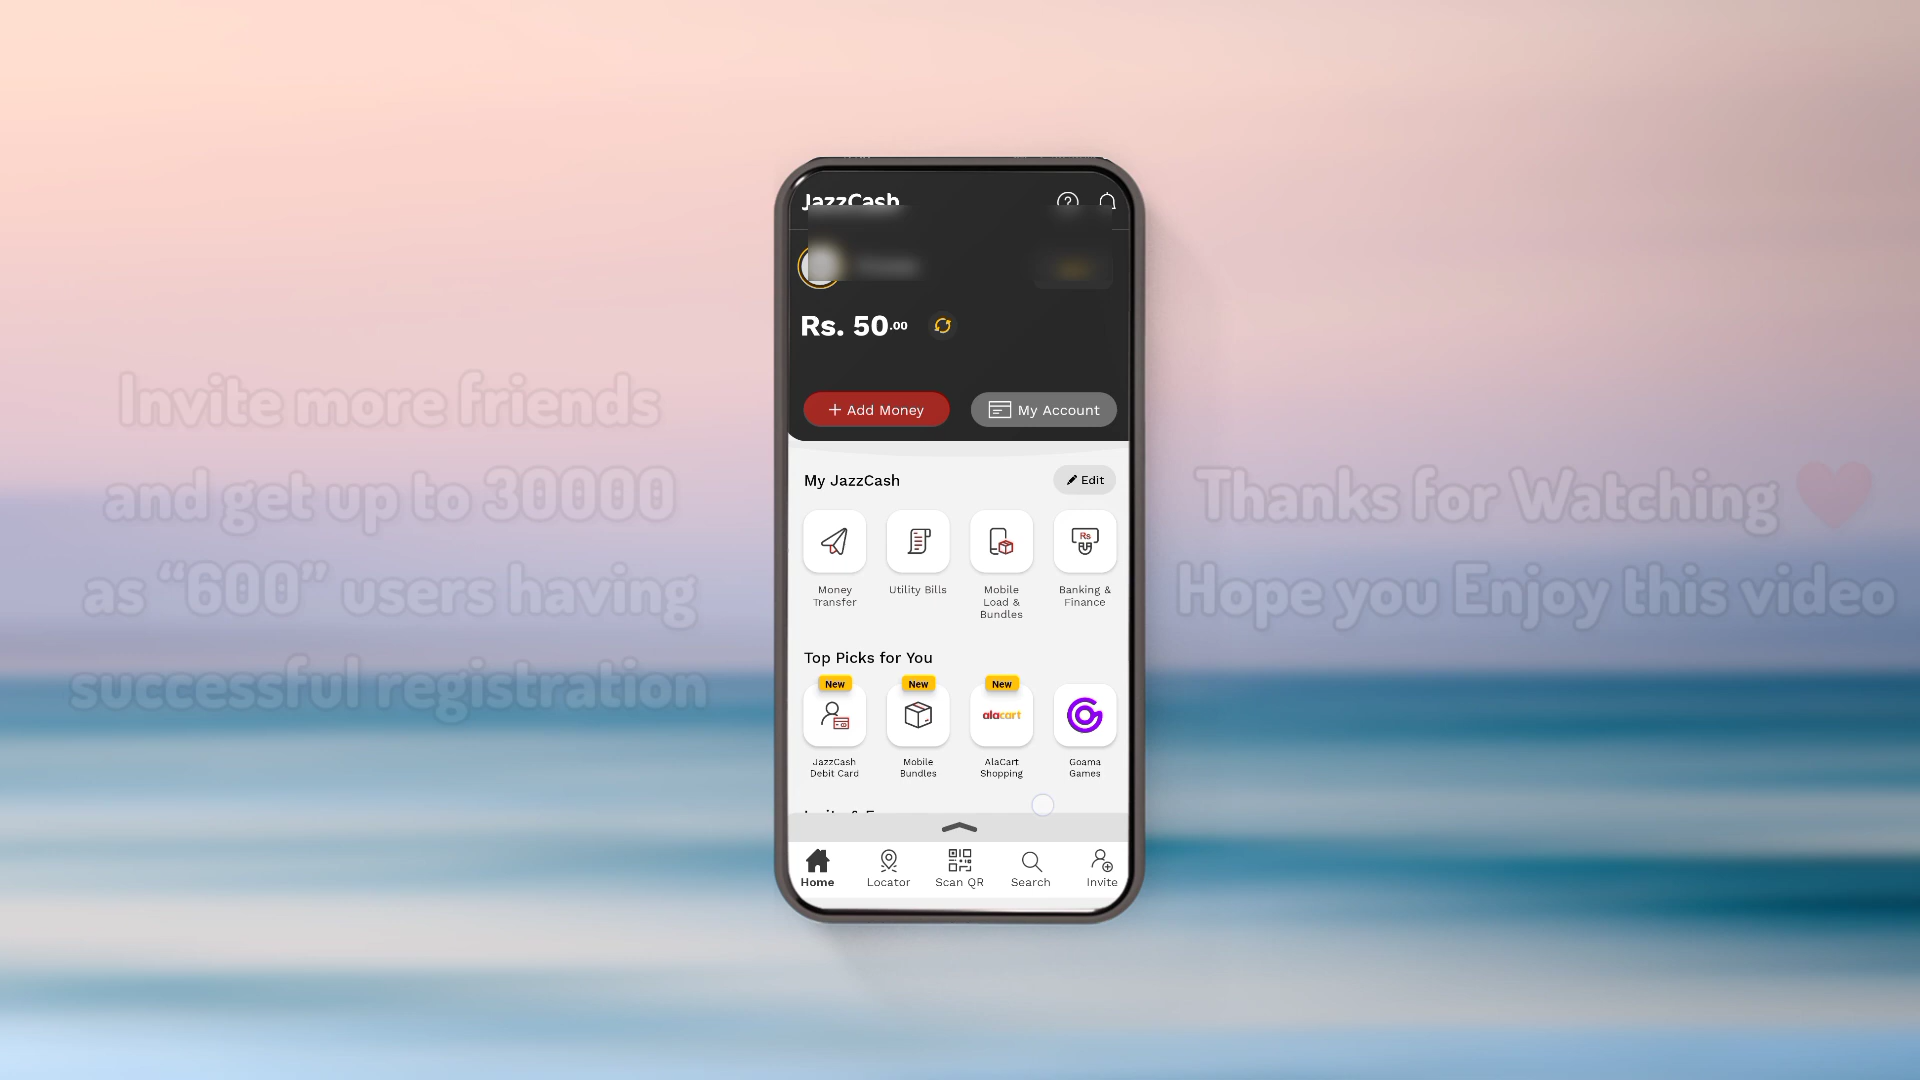 Invite more friends
and get up to 30000
as “600” users having
successful registration
JazzCash
Rs. 50.00
+ Add Money
My Account
My JazzCash
Edit
Rs
Money
Transfer
Utility Bills
Mobile
Load &
Bundles
Banking &
Finance
Top Picks for You
New
New
New
alacart
JazzCash
Debit Card
Mobile
Bundles
AlaCart
Shopping
Goama
Games
Home
Locator
Scan QR
Search
Invite
Thanks for Watching
Hope you Enjoy this video